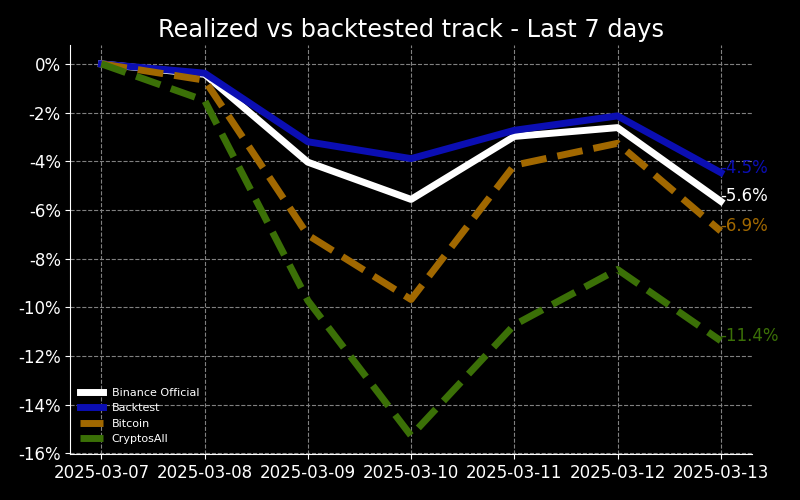 Realized vs backtested track - Last 7 days
0%
-2%
-4%
-6%
-8%
-10%
-12%
-14%
-16%
-4.5%
-5.6%
-6.9%
-11.4%
Binance Official
Backtest
Bitcoin
CryptosAll
2025-03-07 2025-03-08 2025-03-09 2025-03-10 2025-03-11 2025-03-12 2025-03-13